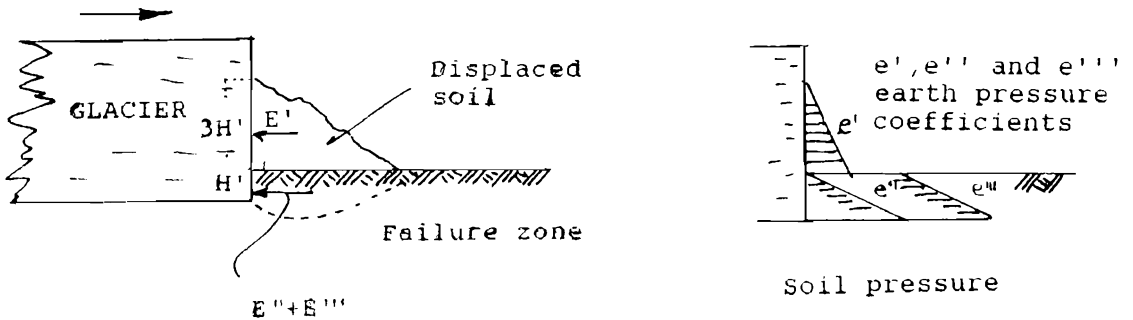 Displaced
soil
GLACIER
3H'
E'
H'
Failure zone
E"+E'''
e',e'' and e'''
earth pressure
coefficients
e'
e"
e'''
Soil pressure